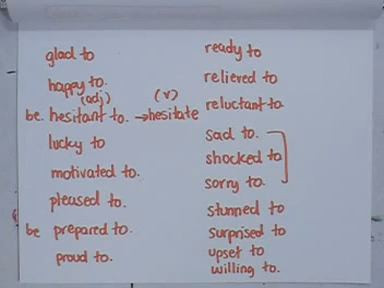 glad to
happy to.
(adj) (v)
be. hesitant to. → hesitate
lucky to
motivated to.
pleased to.
be prepared to.
proud to.
ready to
relieved to
reluctant to
sad to.
shocked to
sorry to.
stunned to
surprised to
upset to
willing to.